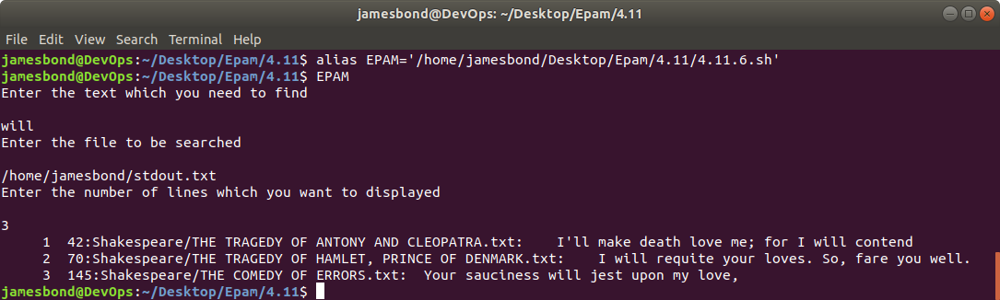 jamesbond@DevOps: ~/Desktop/Epam/4.11
File Edit View Search Terminal Help
jamesbond@DevOps:~/Desktop/Epam/4.11$ alias EPAM='/home/jamesbond/Desktop/Epam/4.11/4.11.6.sh'
jamesbond@DevOps:~/Desktop/Epam/4.11$ EPAM
Enter the text which you need to find
will
Enter the file to be searched
/home/jamesbond/stdout.txt
Enter the number of lines which you want to displayed
3
1 42:Shakespeare/THE TRAGEDY OF ANTONY AND CLEOPATRA.txt: I'll make death love me; for I will contend
2 70:Shakespeare/THE TRAGEDY OF HAMLET, PRINCE OF DENMARK.txt: I will requite your loves. So, fare you well.
3 145:Shakespeare/THE COMEDY OF ERRORS.txt: Your sauciness will jest upon my love,
jamesbond@DevOps:~/Desktop/Epam/4.11$